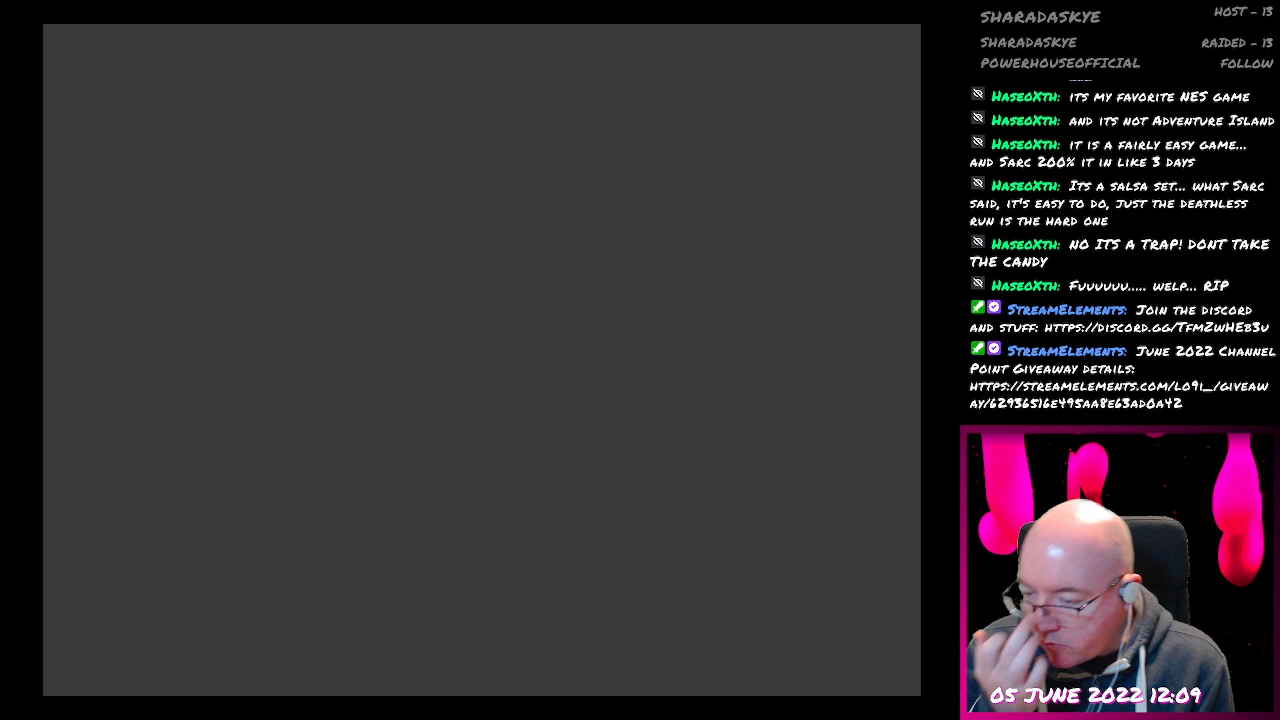 SHARADASKYE HOST - 13
SHARADASKYE RAIDED - 13
POWERHOUSEOFFICIAL FOLLOW
HaseoXth: its my favorite NES game
HaseoXth: and its not Adventure Island
HaseoXth: it is a fairly easy game...
and Sarc 200% it in like 3 days
HaseoXth: Its a salsa set... what Sarc
said, it's easy to do, just the deathless
run is the hard one
HaseoXth: NO ITS A TRAP! DONT TAKE
THE CANDY
HaseoXth: Fuuuuuu..... welp... RIP
StreamElements: Join the discord
and stuff: https://discord.gg/TfmZwHEb3u
StreamElements: June 2022 Channel
Point Giveaway details:
https://streamelements.com/lo9i_/giveaw
ay/62936516e495aa8e63ad0a42
05 JUNE 2022 12:09